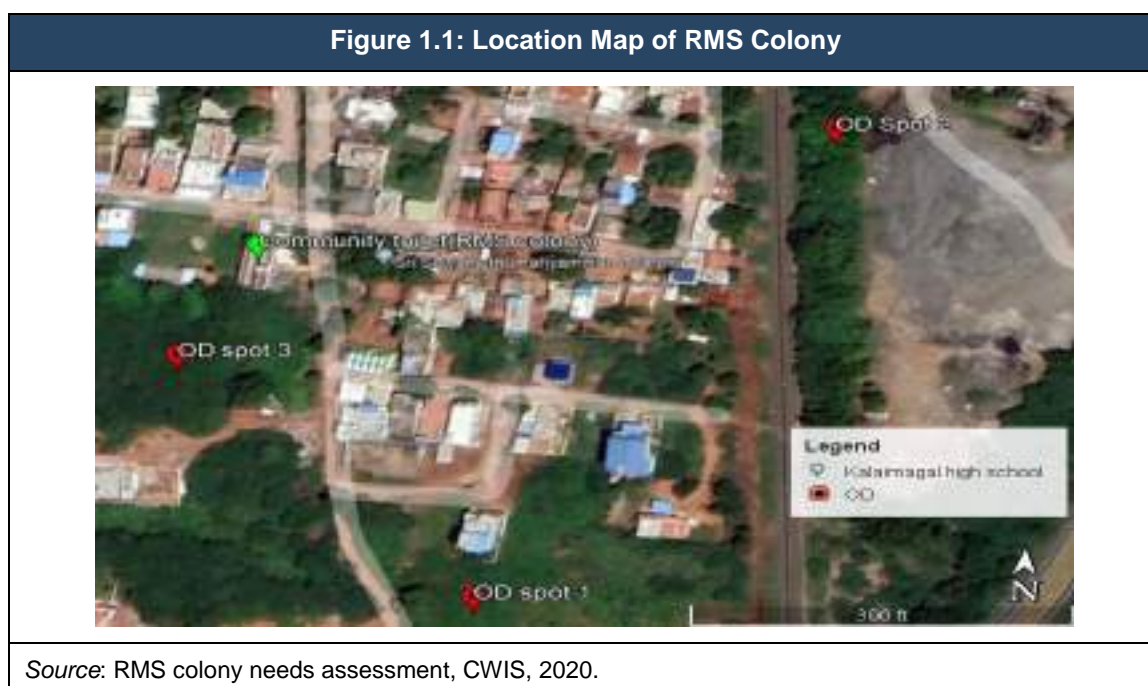 Figure 1.1: Location Map of RMS Colony
OD Spot 2
Community toilet(RMS colony)
OD spot 3
Legend
Kalaimagal high school
OD
N
OD spot 1
300 ft
Source: RMS colony needs assessment, CWIS, 2020.